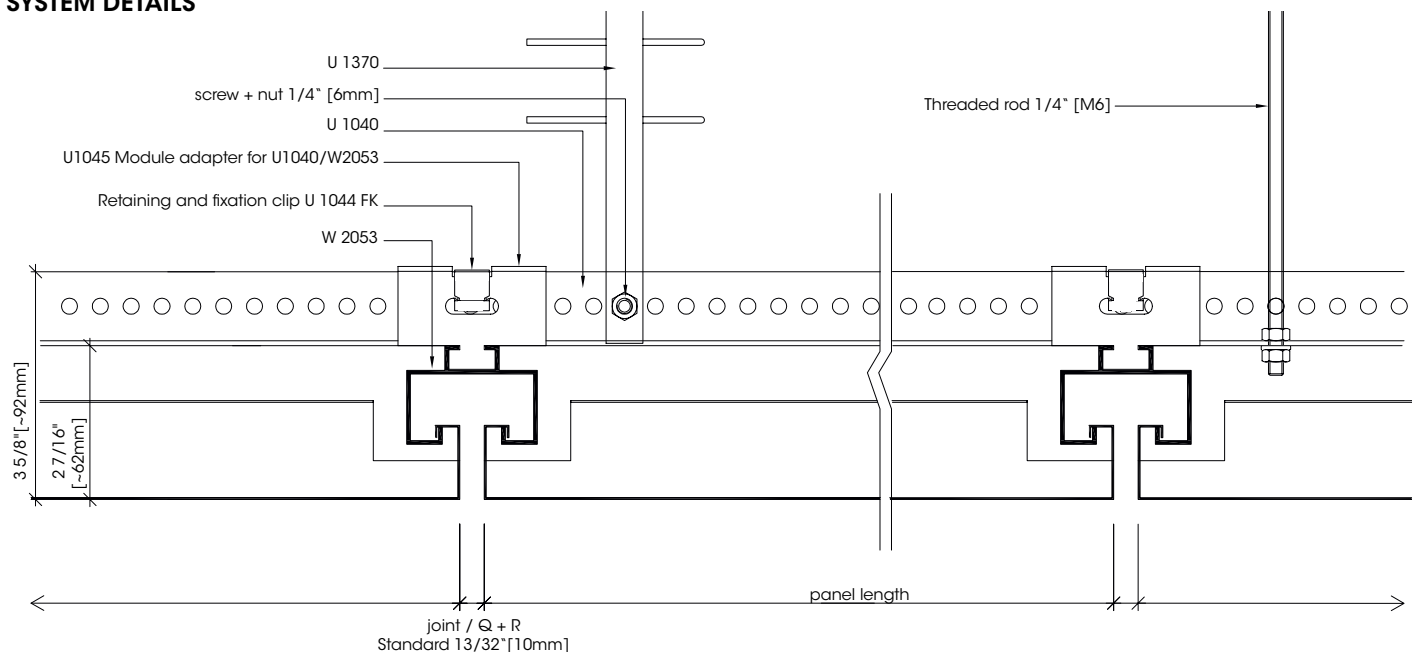 SYSTEM DETAILS
U 1370
screw + nut 1/4“ [6mm]
Threaded rod 1/4“ [M6]
U 1040
U1045 Module adapter for U1040/W2053
Retaining and fixation clip U 1044 FK
W 2053
3 5/8"[~92mm]
2 7/16"
[~62mm]
panel length
joint / Q + R
Standard 13/32“[10mm]